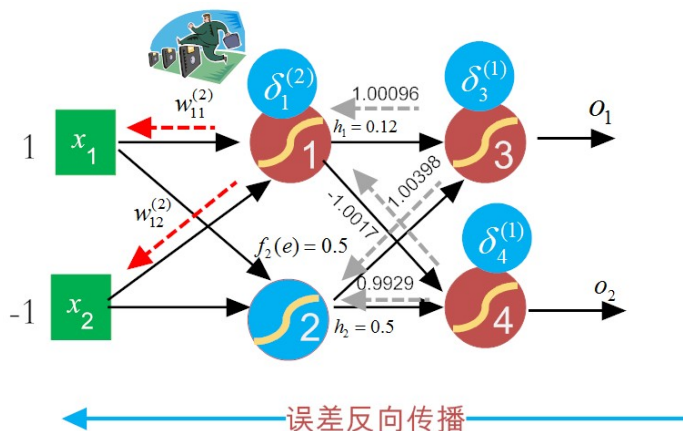 δ₁⁽²⁾
δ₃⁽¹⁾
w₁₁⁽²⁾
1.00096
1
x₁
1
h₁ = 0.12
3
o₁
w₁₂⁽²⁾
-1.0017
1.00398
f₂(e) = 0.5
δ₄⁽¹⁾
0.9929
-1
x₂
2
h₂ = 0.5
4
o₂
误差反向传播